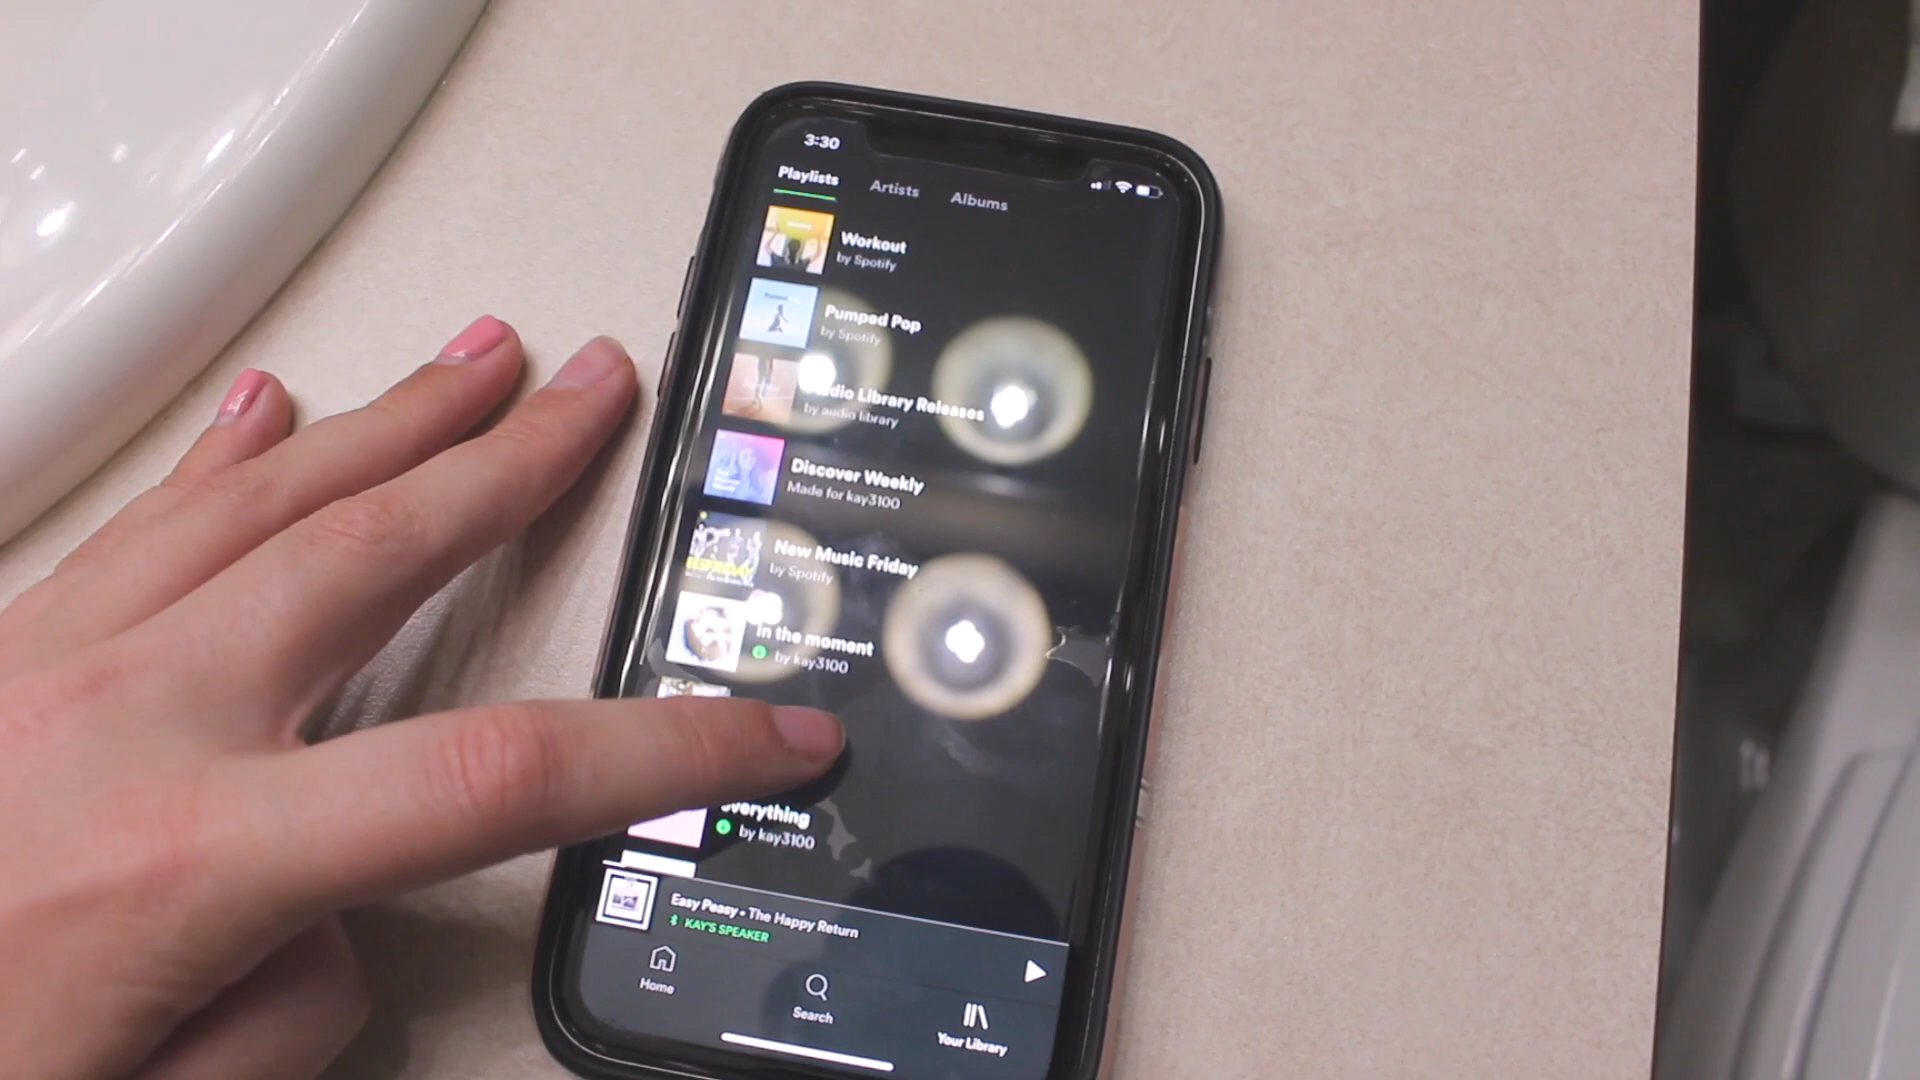 3:30
Playlists Artists Albums
Workout
by Spotify
Pumped Pop
by Spotify
Audio Library Releases
by audio library
Discover Weekly
Made for kay3100
New Music Friday
by Spotify
in the moment
by kay3100
everything
by kay3100
Easy Peasy • The Happy Return
KAY'S SPEAKER
Home
Search
Your Library